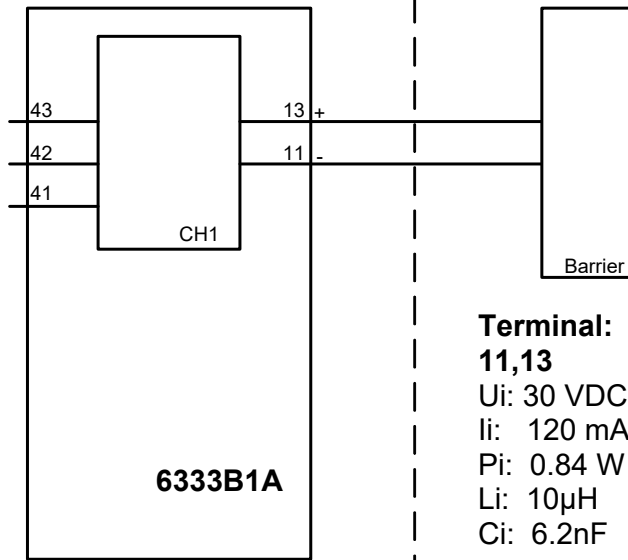 43
42
41
13 +
11 -
CH1
6333B1A
Barrier
Terminal:
11,13
Ui: 30 VDC
Ii: 120 mA
Pi: 0.84 W
Li: 10µH
Ci: 6.2nF